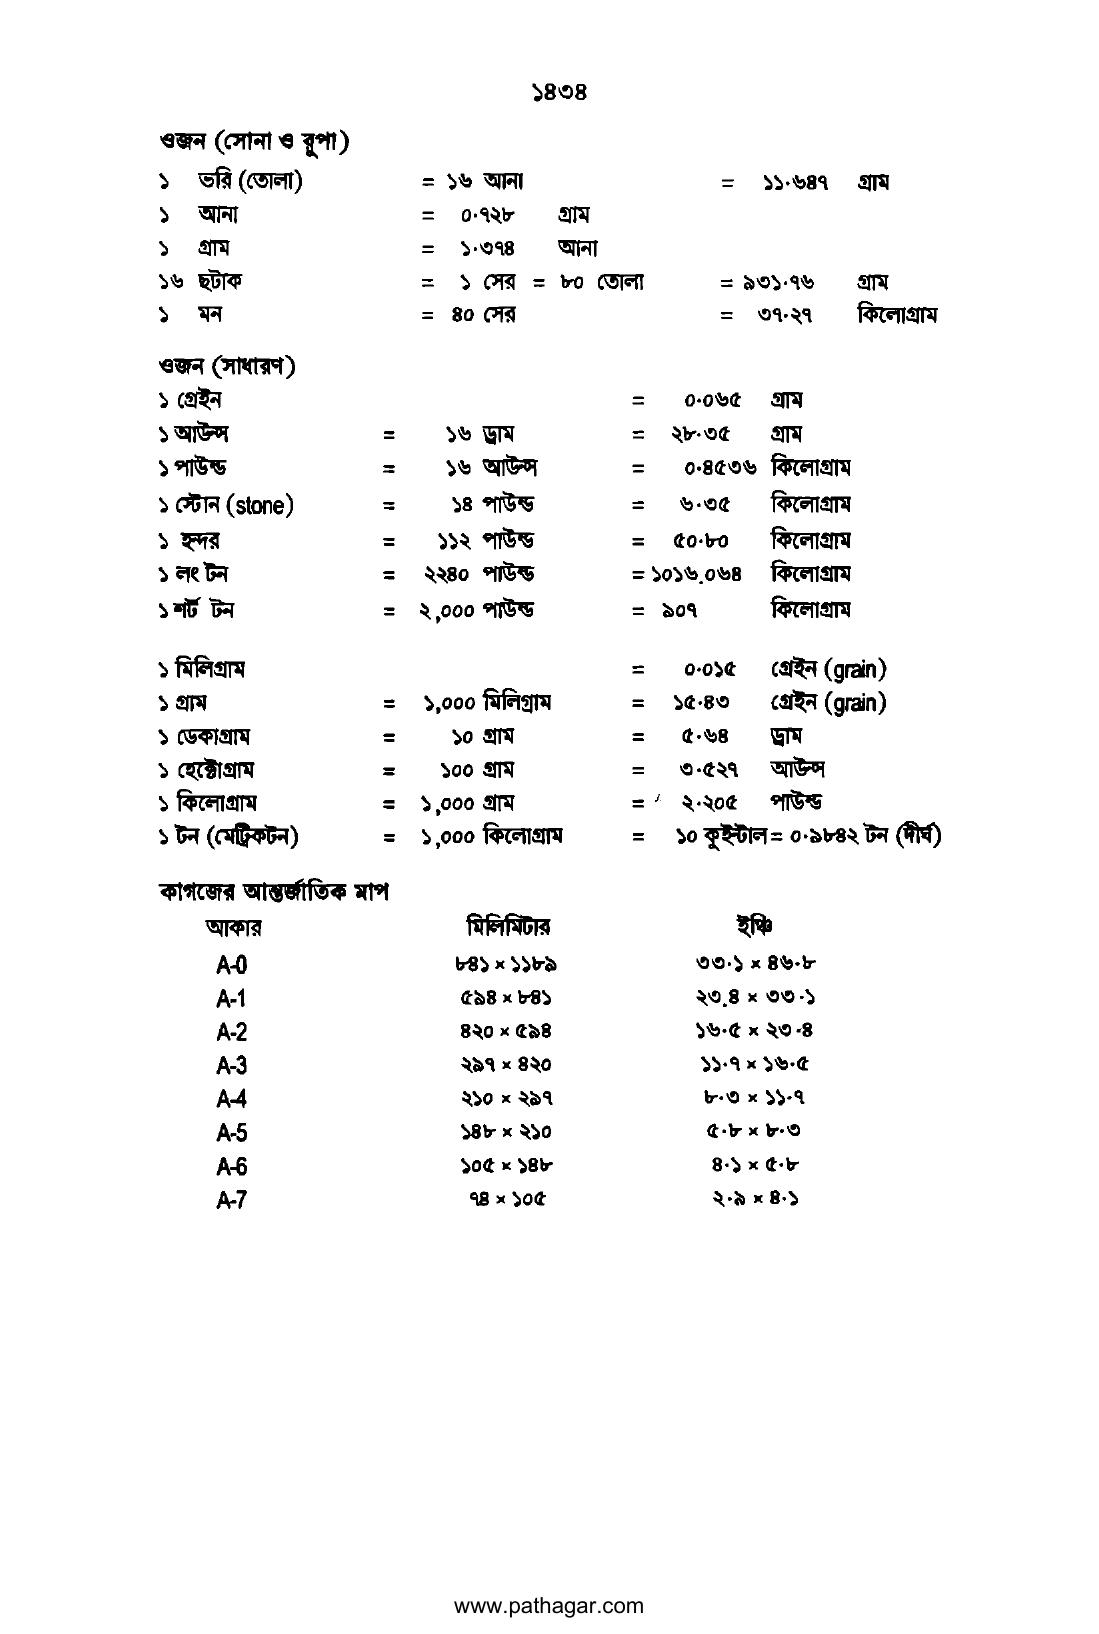 ১৪৩৪
ওজন (সোনা ও রুপা)
১ ভরি (তোলা) = ১৬ আনা = ১১·৬৪৭ গ্রাম
১ আনা = ০·৭২৮ গ্রাম
১ গ্রাম = ১·৩৭৪ আনা
১৬ ছটাক = ১ সের = ৮০ তোলা = ৯৩১·৭৬ গ্রাম
১ মন = ৪০ সের = ৩৭·২৭ কিলোগ্রাম
ওজন (সাধারণ)
১ গ্রেইন = ০·০৬৫ গ্রাম
১ আউন্স = ১৬ ড্রাম = ২৮·৩৫ গ্রাম
১ পাউন্ড = ১৬ আউন্স = ০·৪৫৩৬ কিলোগ্রাম
১ স্টোন (stone) = ১৪ পাউন্ড = ৬·৩৫ কিলোগ্রাম
১ হন্দর = ১১২ পাউন্ড = ৫০·৮০ কিলোগ্রাম
১ লং টন = ২২৪০ পাউন্ড = ১০১৬.০৬৪ কিলোগ্রাম
১ শর্ট টন = ২,০০০ পাউন্ড = ৯০৭ কিলোগ্রাম
১ মিলিগ্রাম = ০·০১৫ গ্রেইন (grain)
১ গ্রাম = ১,০০০ মিলিগ্রাম = ১৫·৪৩ গ্রেইন (grain)
১ ডেকাগ্রাম = ১০ গ্রাম = ৫·৬৪ ড্রাম
১ হেক্টোগ্রাম = ১০০ গ্রাম = ৩·৫২৭ আউন্স
১ কিলোগ্রাম = ১,০০০ গ্রাম = ২·২০৫ পাউন্ড
১ টন (মেট্রিকটন) = ১,০০০ কিলোগ্রাম = ১০ কুইন্টাল = ০·৯৮৪২ টন (দীর্ঘ)
কাগজের আন্তর্জাতিক মাপ
আকার মিলিমিটার ইঞ্চি
A-0 ৮৪১ × ১১৮৯ ৩৩·১ × ৪৬·৮
A-1 ৫৯৪ × ৮৪১ ২৩.৪ × ৩৩·১
A-2 ৪২০ × ৫৯৪ ১৬·৫ × ২৩·৪
A-3 ২৯৭ × ৪২০ ১১·৭ × ১৬·৫
A-4 ২১০ × ২৯৭ ৮·৩ × ১১·৭
A-5 ১৪৮ × ২১০ ৫·৮ × ৮·৩
A-6 ১০৫ × ১৪৮ ৪·১ × ৫·৮
A-7 ৭৪ × ১০৫ ২·৯ × ৪·১
www.pathagar.com